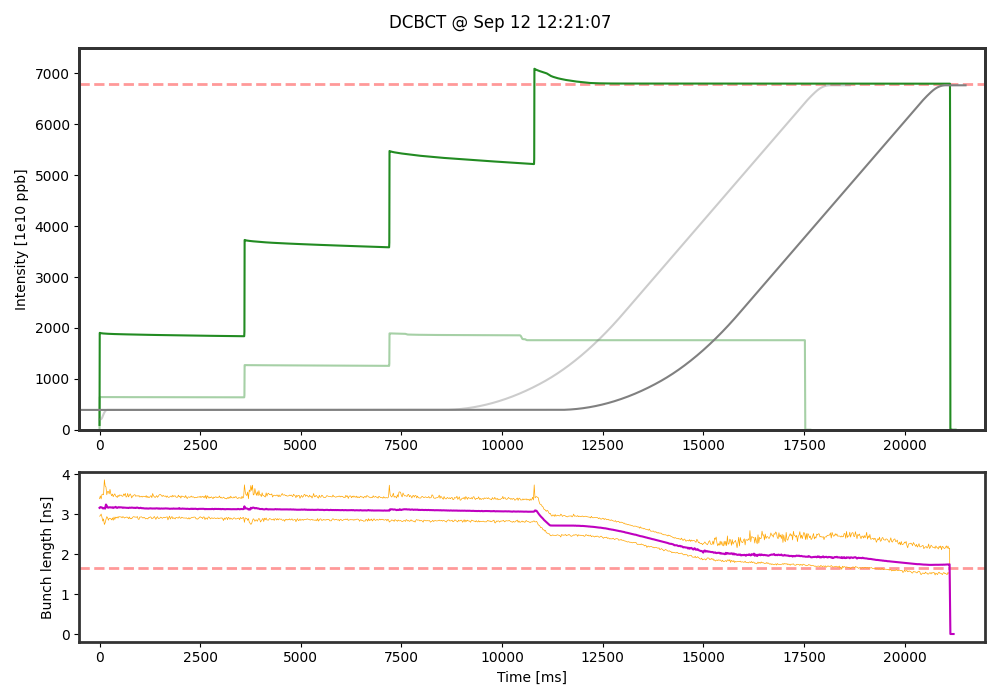 DCBCT @ Sep 12 12:21:07
Intensity [1e10 ppb]
7000
6000
5000
4000
3000
2000
1000
0
0 2500 5000 7500 10000 12500 15000 17500 20000
Bunch length [ns]
4
3
2
1
0
0 2500 5000 7500 10000 12500 15000 17500 20000
Time [ms]